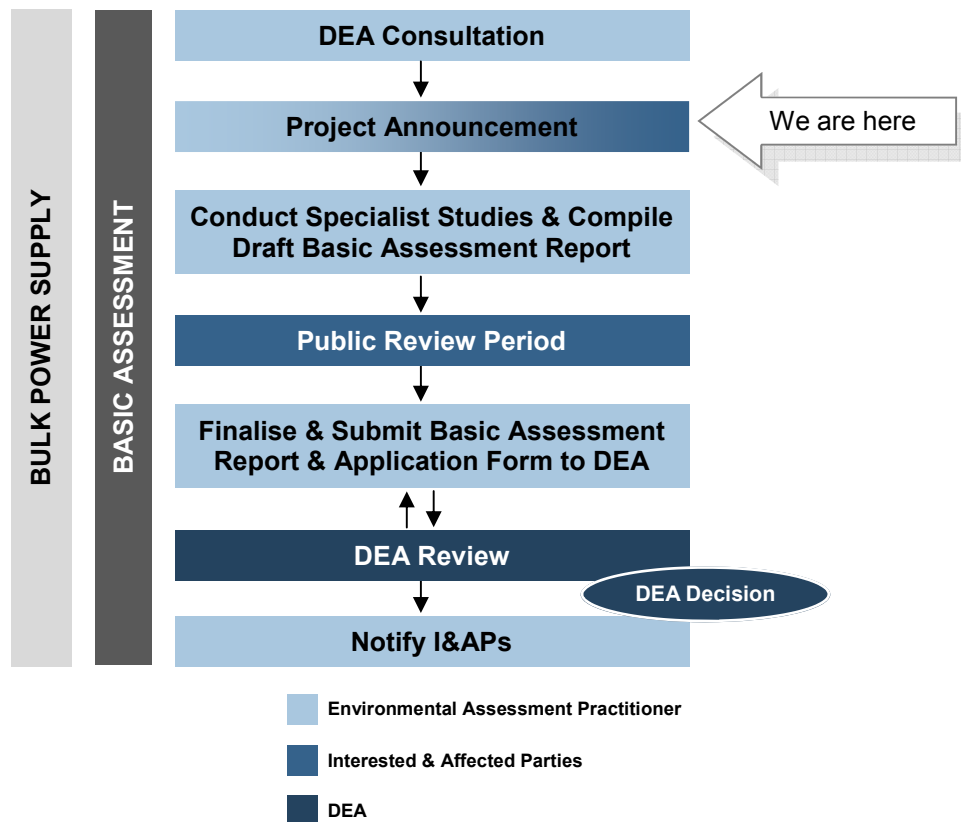 BULK POWER SUPPLY
BASIC ASSESSMENT
DEA Consultation
Project Announcement
We are here
Conduct Specialist Studies & Compile
Draft Basic Assessment Report
Public Review Period
Finalise & Submit Basic Assessment
Report & Application Form to DEA
DEA Review
DEA Decision
Notify I&APs
Environmental Assessment Practitioner
Interested & Affected Parties
DEA